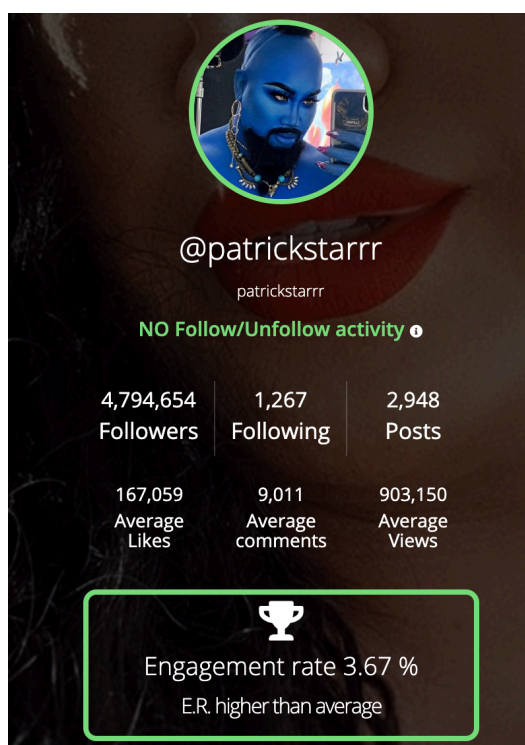 @patrickstarrr
patrickstarrr
NO Follow/Unfollow activity
4,794,654 1,267 2,948
Followers Following Posts
167,059 9,011 903,150
Average Average Average
Likes comments Views
Engagement rate 3.67 %
E.R. higher than average